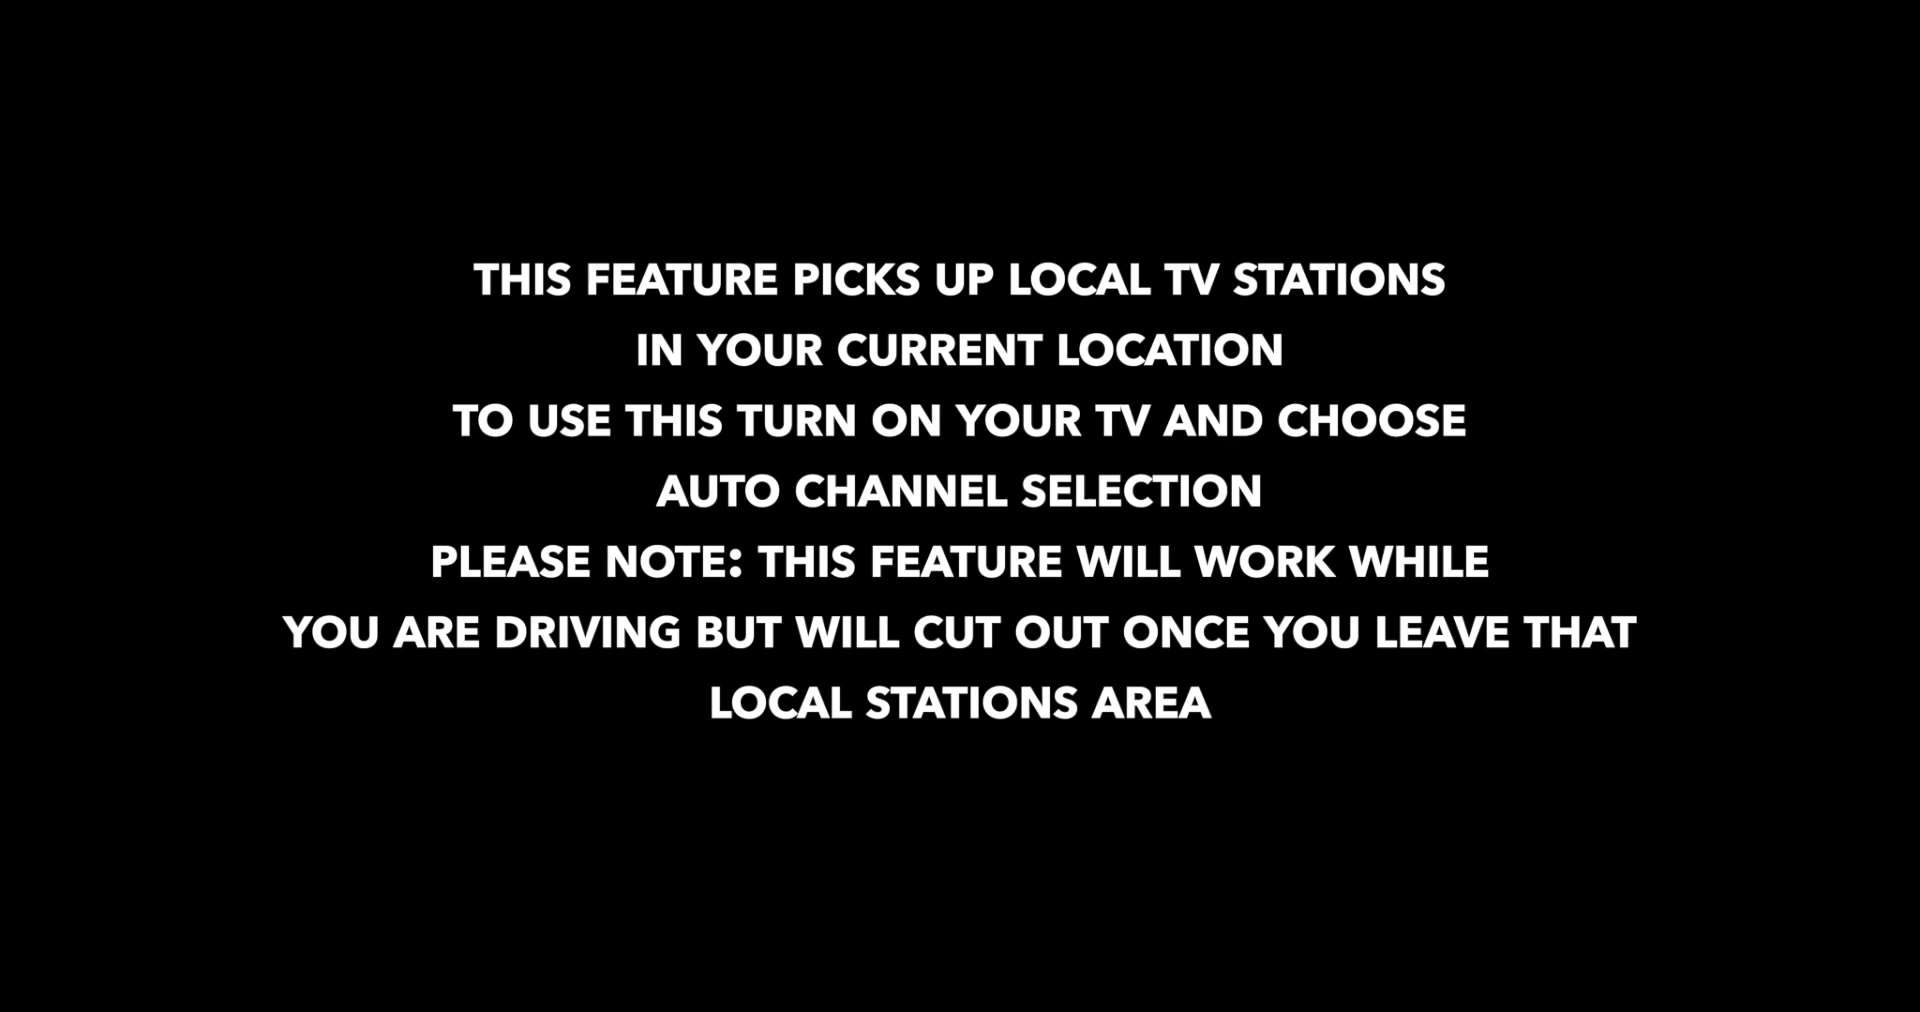 THIS FEATURE PICKS UP LOCAL TV STATIONS
IN YOUR CURRENT LOCATION
TO USE THIS TURN ON YOUR TV AND CHOOSE
AUTO CHANNEL SELECTION
PLEASE NOTE: THIS FEATURE WILL WORK WHILE
YOU ARE DRIVING BUT WILL CUT OUT ONCE YOU LEAVE THAT
LOCAL STATIONS AREA